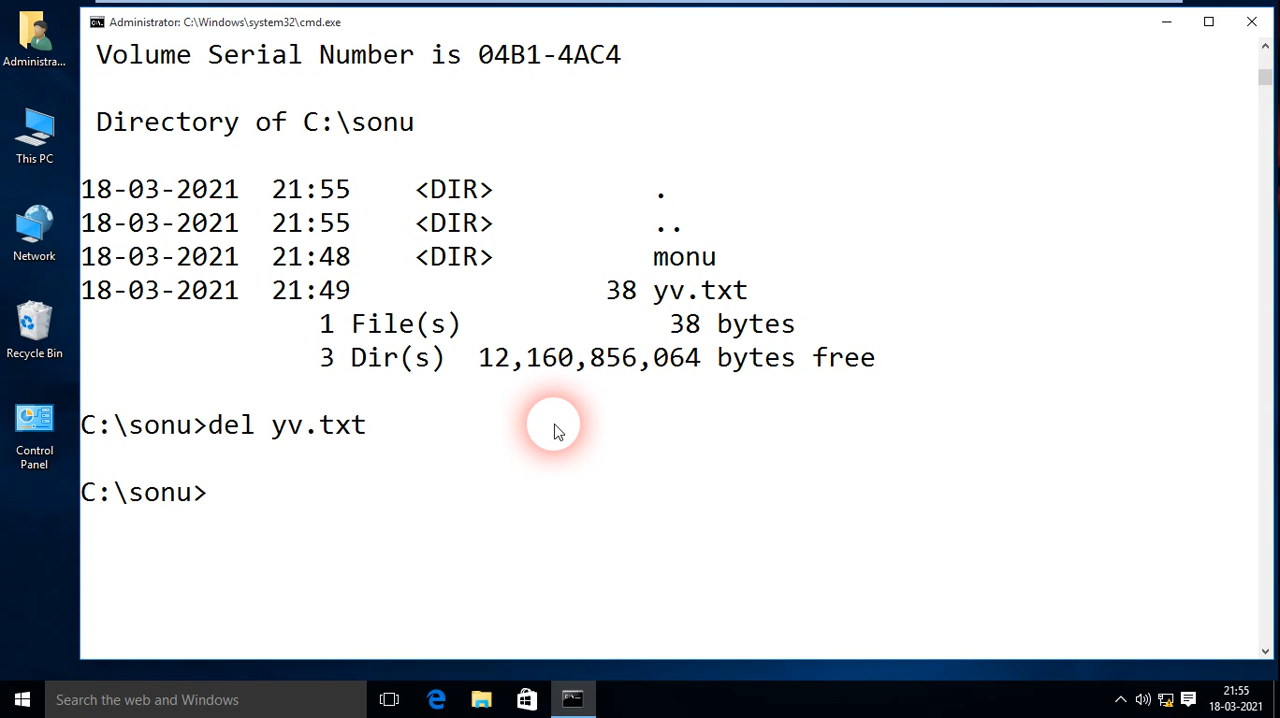 Administrator: C:\Windows\system32\cmd.exe
Administra...
This PC
Network
Recycle Bin
Control
Panel
Volume Serial Number is 04B1-4AC4
Directory of C:\sonu
18-03-2021  21:55    <DIR>          .
18-03-2021  21:55    <DIR>          ..
18-03-2021  21:48    <DIR>          monu
18-03-2021  21:49                38 yv.txt
1 File(s)             38 bytes
3 Dir(s)  12,160,856,064 bytes free
C:\sonu>del yv.txt
C:\sonu>
Search the web and Windows
21:55
18-03-2021